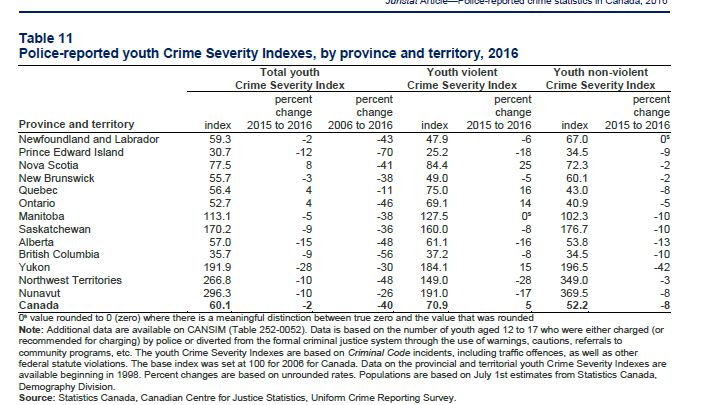 Juristat Article—Police-reported crime statistics in Canada, 2016
Table 11
Police-reported youth Crime Severity Indexes, by province and territory, 2016
Total youth Youth violent Youth non-violent
Crime Severity Index Crime Severity Index Crime Severity Index
percent percent percent percent
change change change change
Province and territory index 2015 to 2016 2006 to 2016 index 2015 to 2016 index 2015 to 2016
Newfoundland and Labrador 59.3 -2 -43 47.9 -6 67.0 0ˢ
Prince Edward Island 30.7 -12 -70 25.2 -18 34.5 -9
Nova Scotia 77.5 8 -41 84.4 25 72.3 -2
New Brunswick 55.7 -3 -38 49.0 -5 60.1 -2
Quebec 56.4 4 -11 75.0 16 43.0 -8
Ontario 52.7 4 -46 69.1 14 40.9 -5
Manitoba 113.1 -5 -38 127.5 0ˢ 102.3 -10
Saskatchewan 170.2 -9 -36 160.0 -8 176.7 -10
Alberta 57.0 -15 -48 61.1 -16 53.8 -13
British Columbia 35.7 -9 -56 37.2 -8 34.5 -10
Yukon 191.9 -28 -30 184.1 15 196.5 -42
Northwest Territories 266.8 -10 -48 149.0 -28 349.0 -3
Nunavut 296.3 -10 -26 191.0 -17 369.5 -8
Canada 60.1 -2 -40 70.9 5 52.2 -8
0ˢ value rounded to 0 (zero) where there is a meaningful distinction between true zero and the value that was rounded
Note: Additional data are available on CANSIM (Table 252-0052). Data is based on the number of youth aged 12 to 17 who were either charged (or
recommended for charging) by police or diverted from the formal criminal justice system through the use of warnings, cautions, referrals to
community programs, etc. The youth Crime Severity Indexes are based on Criminal Code incidents, including traffic offences, as well as other
federal statute violations. The base index was set at 100 for 2006 for Canada. Data on the provincial and territorial youth Crime Severity Indexes are
available beginning in 1998. Percent changes are based on unrounded rates. Populations are based on July 1st estimates from Statistics Canada,
Demography Division.
Source: Statistics Canada, Canadian Centre for Justice Statistics, Uniform Crime Reporting Survey.